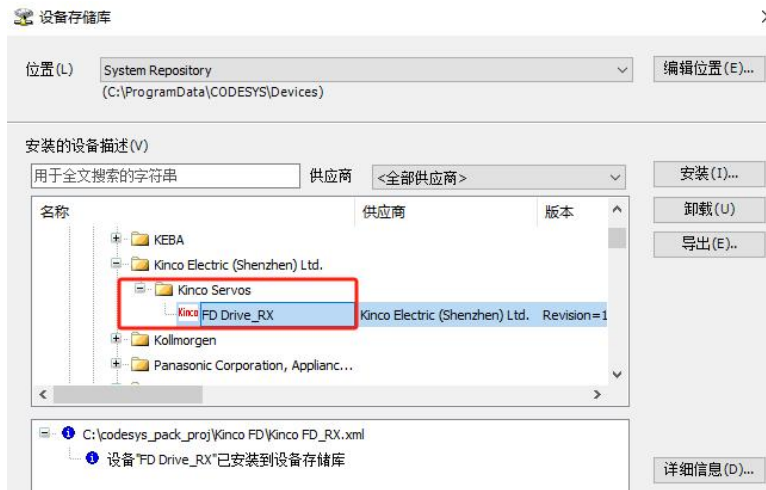 设备存储库
位置(L)
System Repository
编辑位置(E)...
(C:\ProgramData\CODESYS\Devices)
安装的设备描述(V)
用于全文搜索的字符串
供应商
<全部供应商>
安装(I)...
名称
供应商
版本
卸载(U)
KEBA
导出(E)..
Kinco Electric (Shenzhen) Ltd.
Kinco Servos
Kinco FD Drive_RX
Kinco Electric (Shenzhen) Ltd.
Revision=1
Kollmorgen
Panasonic Corporation, Applianc...
C:\codesys_pack_proj\Kinco FD\Kinco FD_RX.xml
设备"FD Drive_RX"已安装到设备存储库
详细信息(D)...